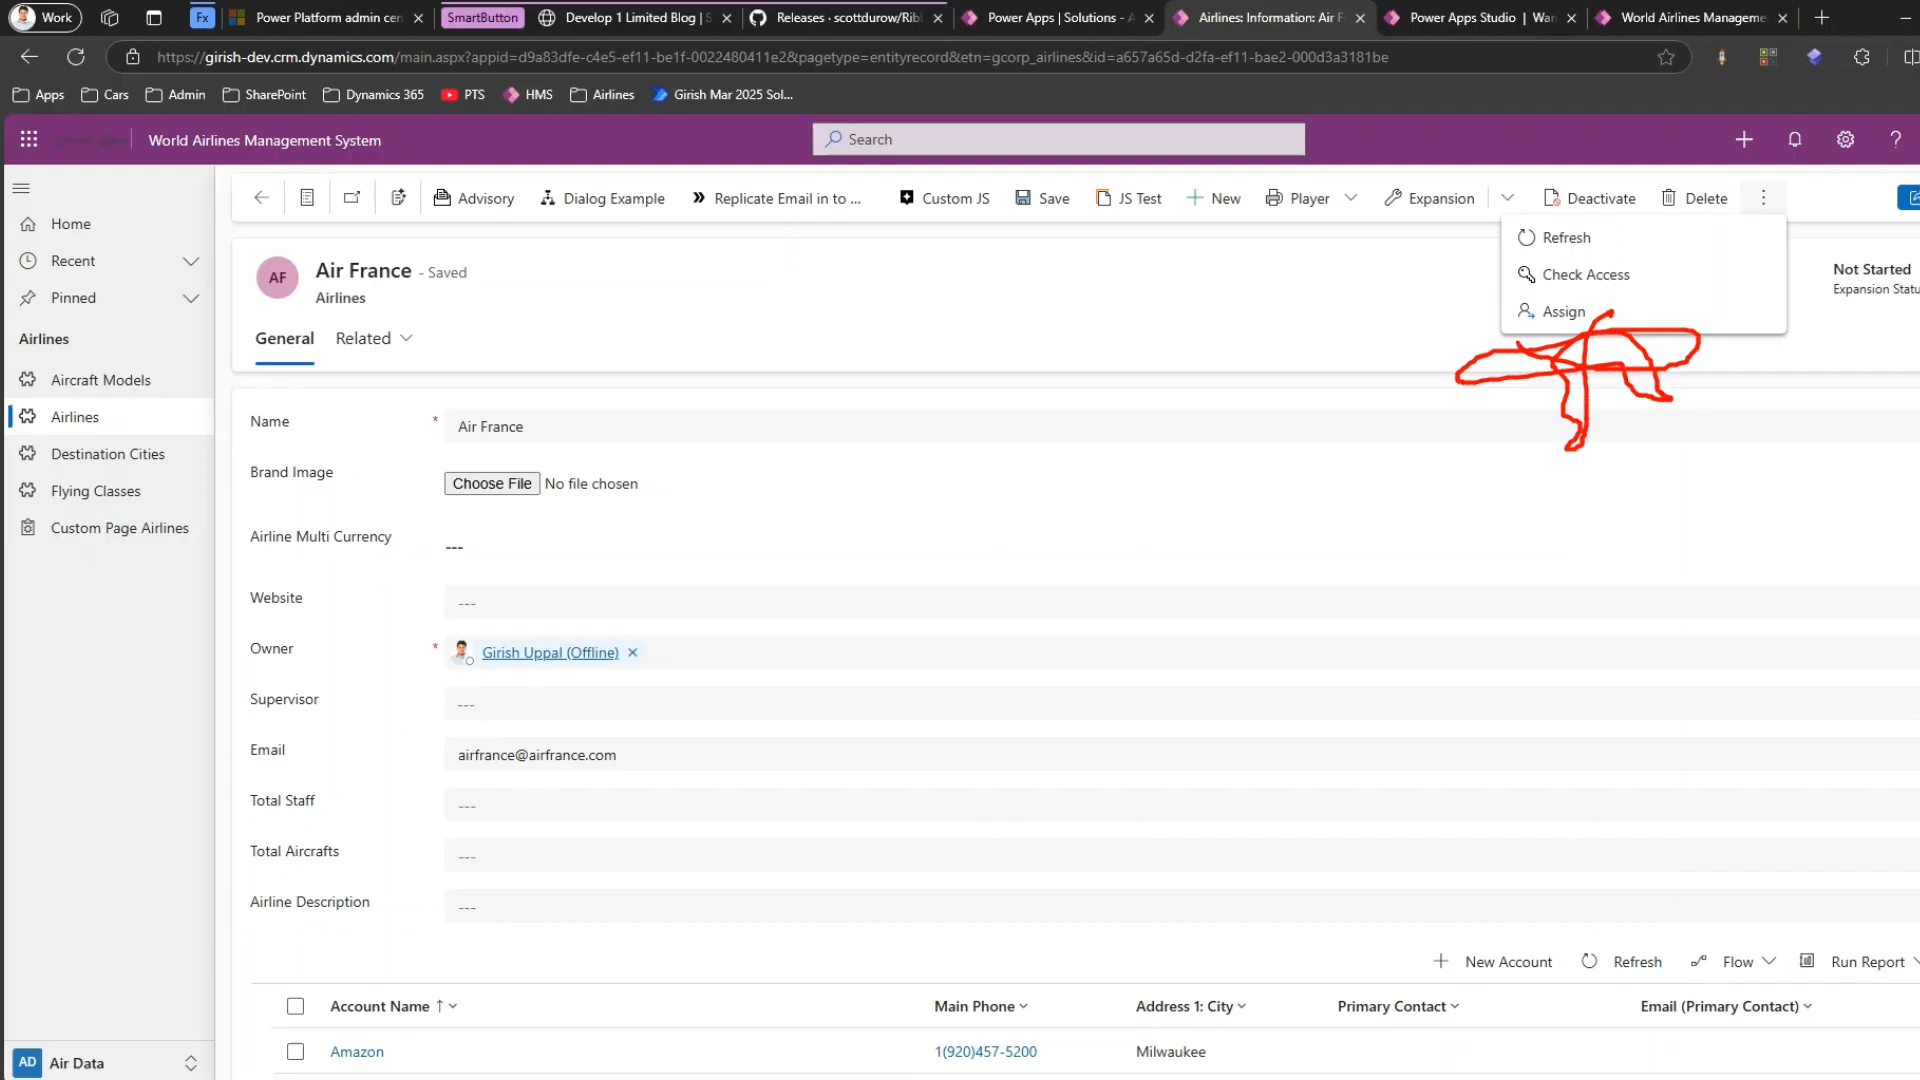 Work
Fx
Power Platform admin cen
SmartButton
Develop 1 Limited Blog | S
Releases · scottdurow/Ribl
Power Apps | Solutions - A
Airlines: Information: Air F
Power Apps Studio | Wor
World Airlines Manageme
https://girish-dev.crm.dynamics.com/main.aspx?appid=d9a83dfe-c4e5-ef11-be1f-0022480411e2&pagetype=entityrecord&etn=gcorp_airlines&id=a657a65d-d2fa-ef11-bae2-000d3a3181be
Apps
Cars
Admin
SharePoint
Dynamics 365
PTS
HMS
Airlines
Girish Mar 2025 Sol...
World Airlines Management System
Search
Advisory
Dialog Example
Replicate Email in to ...
Custom JS
Save
JS Test
New
Player
Expansion
Deactivate
Delete
Refresh
Check Access
Assign
Home
Recent
Pinned
Airlines
Aircraft Models
Airlines
Destination Cities
Flying Classes
Custom Page Airlines
AF
Air France - Saved
Airlines
Not Started
Expansion Statu
General
Related
Name *
Air France
Brand Image
Choose File No file chosen
Airline Multi Currency
---
Website
---
Owner *
Girish Uppal (Offline)
Supervisor
---
Email
airfrance@airfrance.com
Total Staff
---
Total Aircrafts
---
Airline Description
---
New Account
Refresh
Flow
Run Report
Account Name ↑
Main Phone
Address 1: City
Primary Contact
Email (Primary Contact)
Amazon
1(920)457-5200
Milwaukee
AD
Air Data